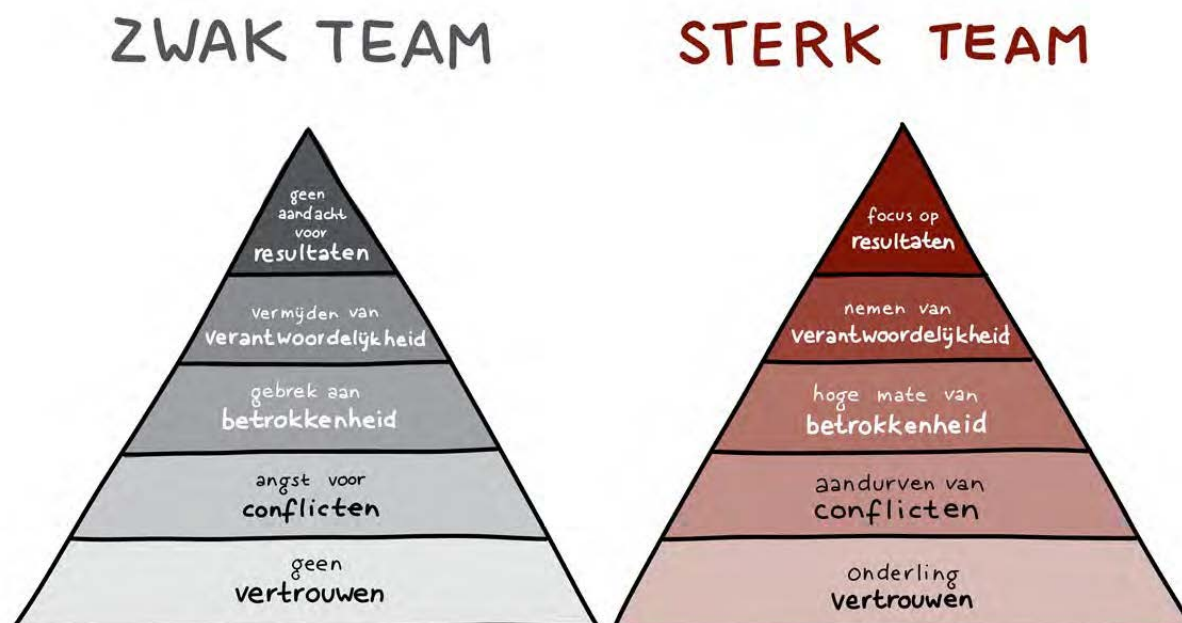 ZWAK TEAM
geen
aandacht
voor
resultaten
vermijden van
verantwoordelijkheid
gebrek aan
betrokkenheid
angst voor
conflicten
geen
vertrouwen
STERK TEAM
focus op
resultaten
nemen van
verantwoordelijkheid
hoge mate van
betrokkenheid
aandurven van
conflicten
onderling
vertrouwen